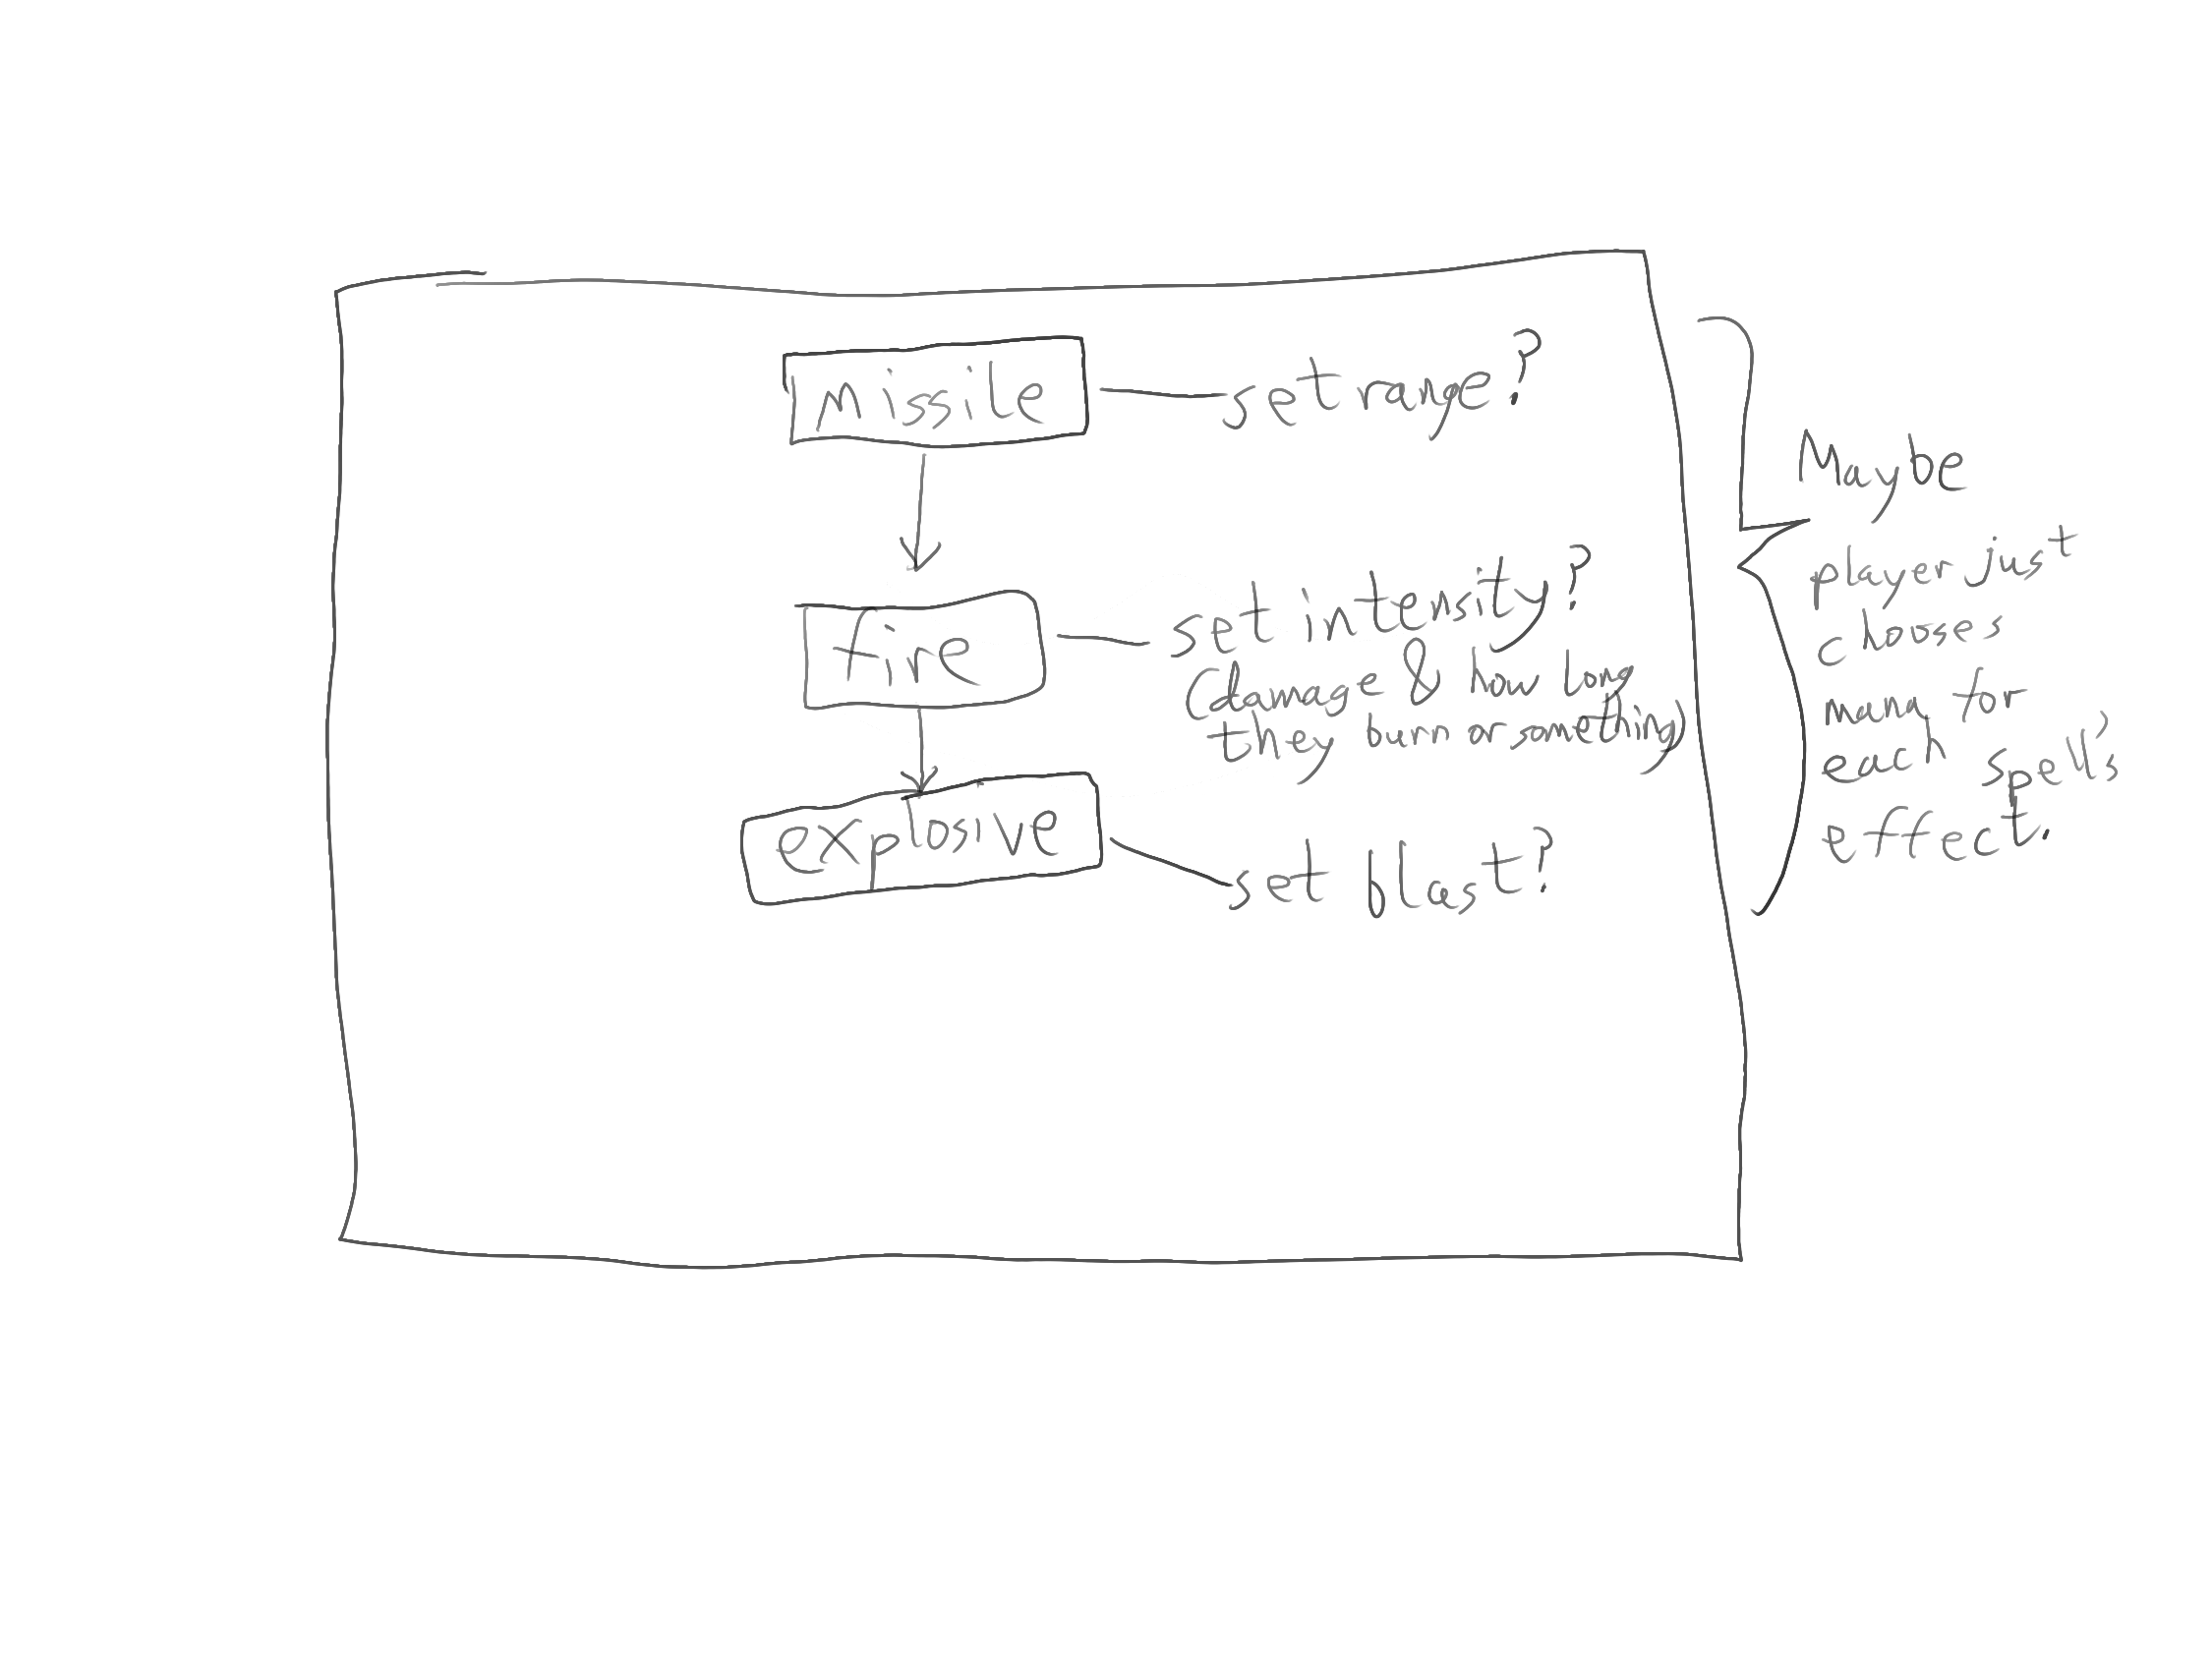 Missile
set range?
fire
set intensity?
(damage & how long
they burn or something)
explosive
set blast?
Maybe
player just
chooses
mana for
each spell's
effect.